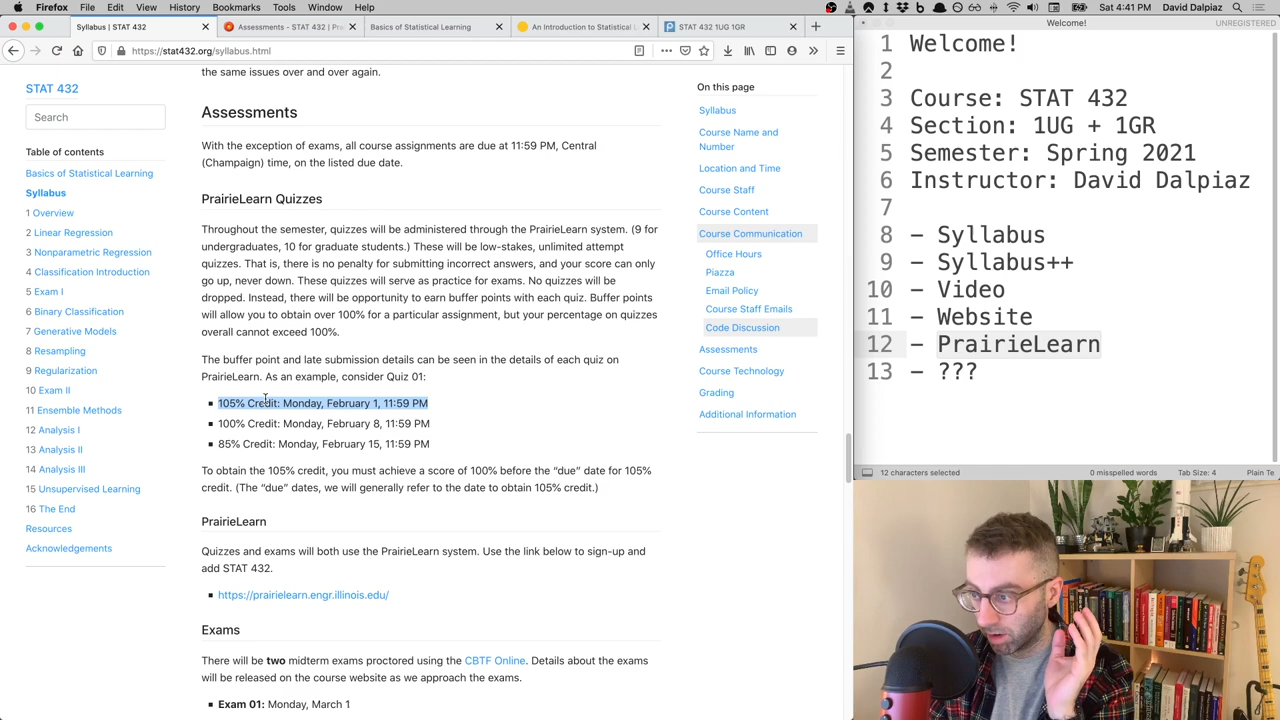 Firefox File Edit View History Bookmarks Tools Window Help
Sat 4:41 PM David Dalpiaz
Syllabus | STAT 432
Assessments – STAT 432 | Pr
Basics of Statistical Learning
An Introduction to Statistical
STAT 432 1UG 1GR
https://stat432.org/syllabus.html
STAT 432
Search
Table of contents
Basics of Statistical Learning
Syllabus
1 Overview
2 Linear Regression
3 Nonparametric Regression
4 Classification Introduction
5 Exam I
6 Binary Classification
7 Generative Models
8 Resampling
9 Regularization
10 Exam II
11 Ensemble Methods
12 Analysis I
13 Analysis II
14 Analysis III
15 Unsupervised Learning
16 The End
Resources
Acknowledgements
the same issues over and over again.
Assessments
With the exception of exams, all course assignments are due at 11:59 PM, Central
(Champaign) time, on the listed due date.
PrairieLearn Quizzes
Throughout the semester, quizzes will be administered through the PrairieLearn system. (9 for
undergraduates, 10 for graduate students.) These will be low-stakes, unlimited attempt
quizzes. That is, there is no penalty for submitting incorrect answers, and your score can only
go up, never down. These quizzes will serve as practice for exams. No quizzes will be
dropped. Instead, there will be opportunity to earn buffer points with each quiz. Buffer points
will allow you to obtain over 100% for a particular assignment, but your percentage on quizzes
overall cannot exceed 100%.
The buffer point and late submission details can be seen in the details of each quiz on
PrairieLearn. As an example, consider Quiz 01:
105% Credit: Monday, February 1, 11:59 PM
100% Credit: Monday, February 8, 11:59 PM
85% Credit: Monday, February 15, 11:59 PM
To obtain the 105% credit, you must achieve a score of 100% before the “due” date for 105%
credit. (The “due” dates, we will generally refer to the date to obtain 105% credit.)
PrairieLearn
Quizzes and exams will both use the PrairieLearn system. Use the link below to sign-up and
add STAT 432.
https://prairielearn.engr.illinois.edu/
Exams
There will be two midterm exams proctored using the CBTF Online. Details about the exams
will be released on the course website as we approach the exams.
Exam 01: Monday, March 1
On this page
Syllabus
Course Name and
Number
Location and Time
Course Staff
Course Content
Course Communication
Office Hours
Piazza
Email Policy
Course Staff Emails
Code Discussion
Assessments
Course Technology
Grading
Additional Information
Welcome!
UNREGISTERED
1 Welcome!
2
3 Course: STAT 432
4 Section: 1UG + 1GR
5 Semester: Spring 2021
6 Instructor: David Dalpiaz
7
8 - Syllabus
9 - Syllabus++
10 - Video
11 - Website
12 - PrairieLearn
13 - ???
12 characters selected
0 misspelled words
Tab Size: 4
Plain Te